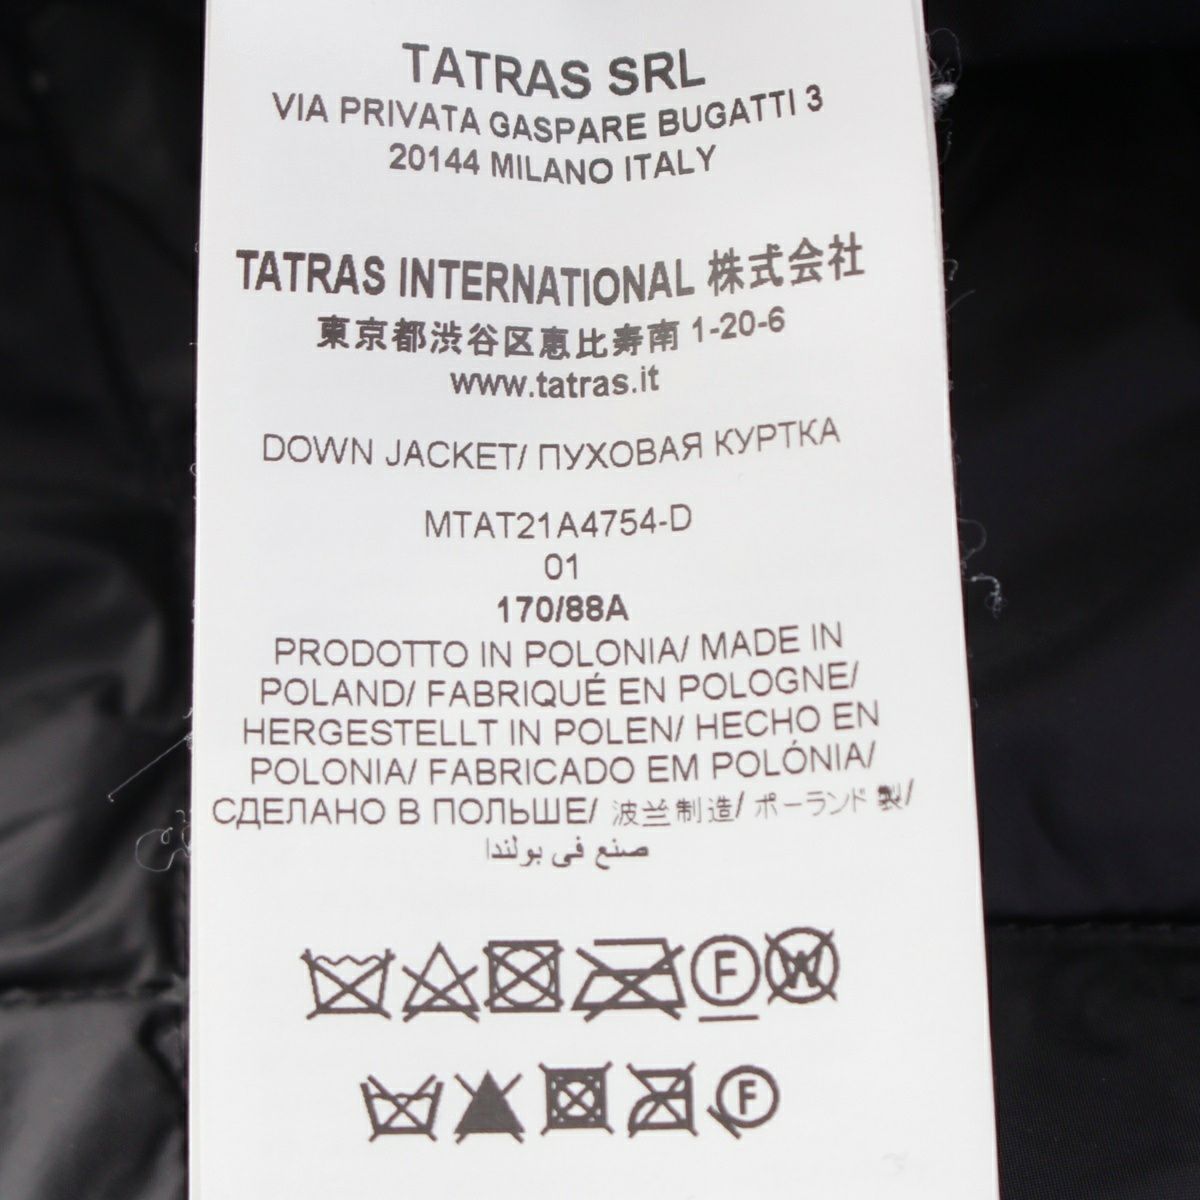 TATRAS SRL
VIA PRIVATA GASPARE BUGATTI 3
20144 MILANO ITALY
TATRAS INTERNATIONAL 株式会社
東京都渋谷区恵比寿南 1-20-6
www.tatras.it
DOWN JACKET/ ПУХОВАЯ КУРТКА
MTAT21A4754-D
01
170/88A
PRODOTTO IN POLONIA/ MADE IN
POLAND/ FABRIQUÉ EN POLOGNE/
HERGESTELLT IN POLEN/ HECHO EN
POLONIA/ FABRICADO EM POLÓNIA/
СДЕЛАНО В ПОЛЬШЕ/ 波兰制造/ ポーランド 製/
صنع في بولندا
F W
F